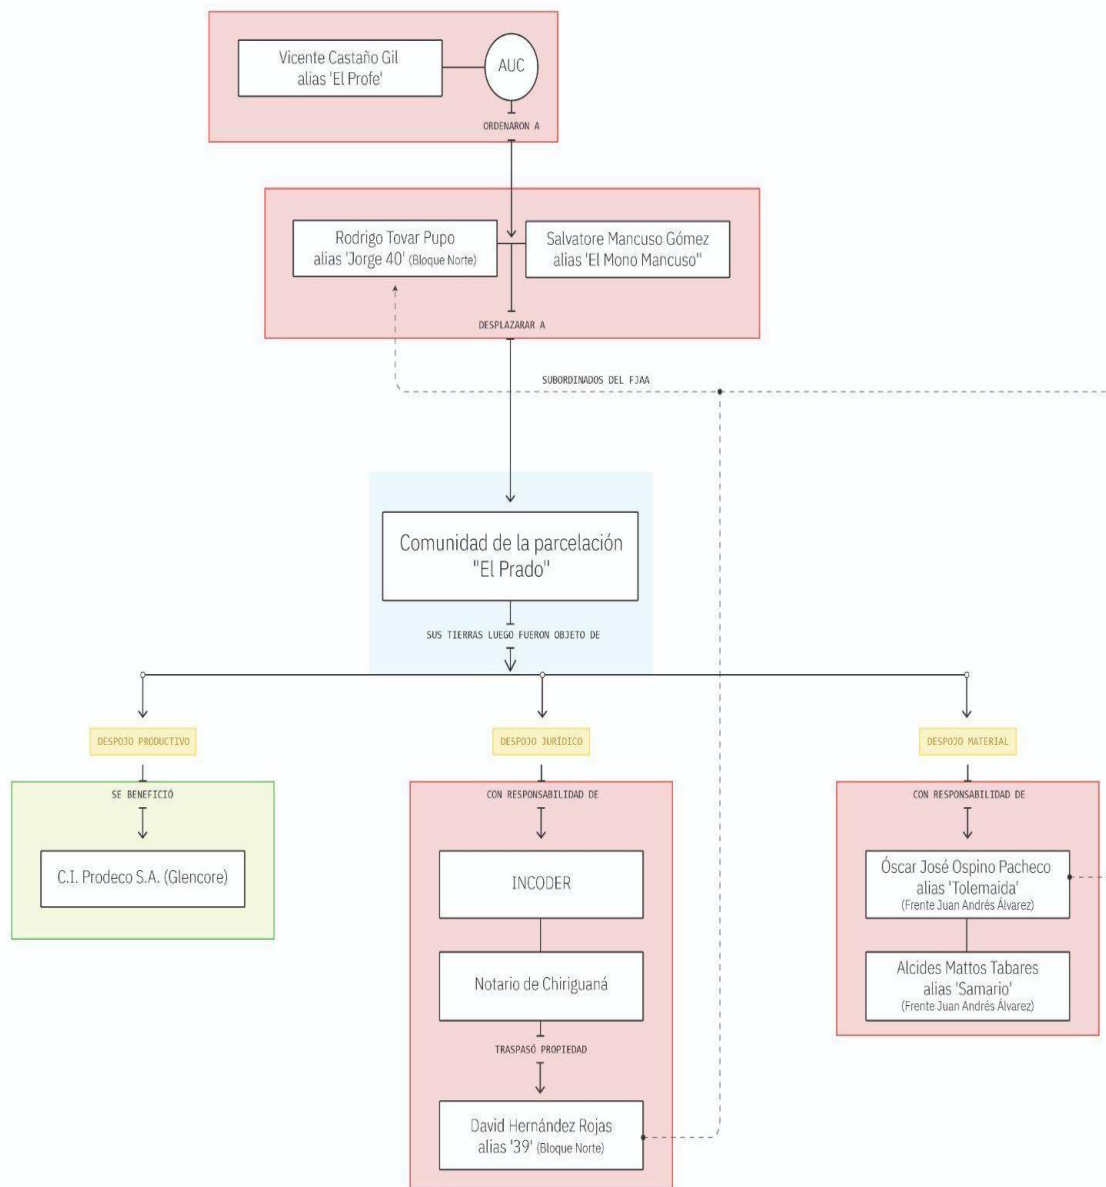 Vicente Castaño Gil
alias 'El Profe'
AUC
ORDENARON A
Rodrigo Tovar Pupo
alias 'Jorge 40' (Bloque Norte)
Salvatore Mancuso Gómez
alias 'El Mono Mancuso"
DESPLAZARAR A
SUBORDINADOS DEL FJAA
Comunidad de la parcelación
"El Prado"
SUS TIERRAS LUEGO FUERON OBJETO DE
DESPOJO PRODUCTIVO
DESPOJO JURÍDICO
DESPOJO MATERIAL
SE BENEFICIÓ
CON RESPONSABILIDAD DE
CON RESPONSABILIDAD DE
C.I. Prodeco S.A. (Glencore)
INCODER
Óscar José Ospino Pacheco
alias 'Tolemaida'
(Frente Juan Andrés Álvarez)
Notario de Chiriguaná
Alcides Mattos Tabares
alias 'Samario'
(Frente Juan Andrés Álvarez)
TRASPASÓ PROPIEDAD
David Hernández Rojas
alias '39' (Bloque Norte)